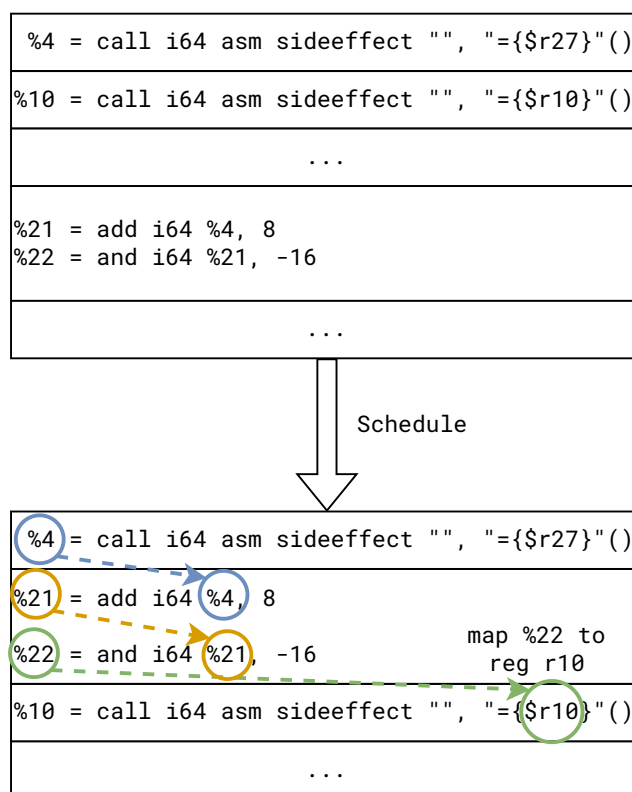 %4 = call i64 asm sideeffect "", "={$r27}"()
%10 = call i64 asm sideeffect "", "={$r10}"()
...
%21 = add i64 %4, 8
%22 = and i64 %21, -16
...
Schedule
%4 = call i64 asm sideeffect "", "={$r27}"()
%21 = add i64 %4, 8
%22 = and i64 %21, -16
map %22 to
reg r10
%10 = call i64 asm sideeffect "", "={$r10}"()
...